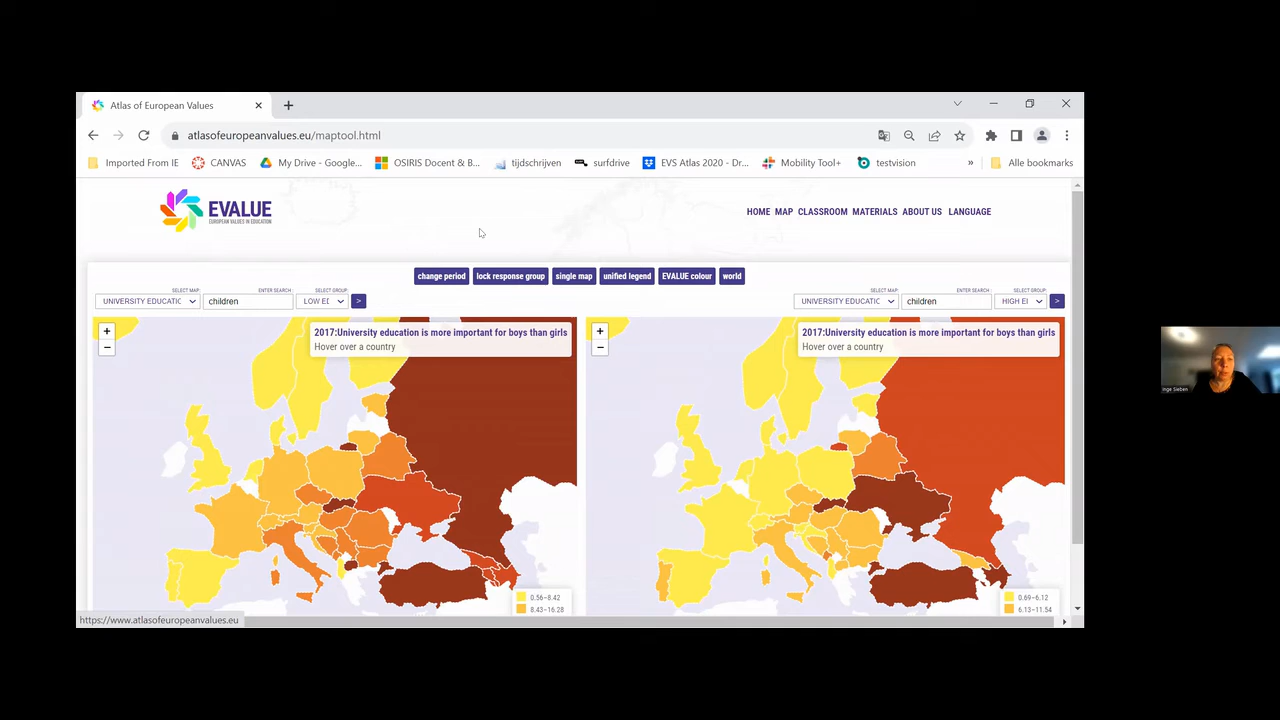 Atlas of European Values
atlasofeuropeanvalues.eu/maptool.html
Imported From IE CANVAS My Drive - Google... OSIRIS Docent & B... tijdschrijven surfdrive EVS Atlas 2020 - Dr... Mobility Tool+ testvision » Alle bookmarks
EVALUE
EUROPEAN VALUES IN EDUCATION
HOME MAP CLASSROOM MATERIALS ABOUT US LANGUAGE
change period lock response group single map unified legend EVALUE colour world
SELECT MAP: ENTER SEARCH: SELECT GROUP:
UNIVERSITY EDUCATIC children LOW EC >
SELECT MAP: ENTER SEARCH: SELECT GROUP:
UNIVERSITY EDUCATIC children HIGH EI >
+
−
2017:University education is more important for boys than girls
Hover over a country
0.56–8.42
8.43–16.28
+
−
2017:University education is more important for boys than girls
Hover over a country
0.69–6.12
6.13–11.54
https://www.atlasofeuropeanvalues.eu
Inge Sieben